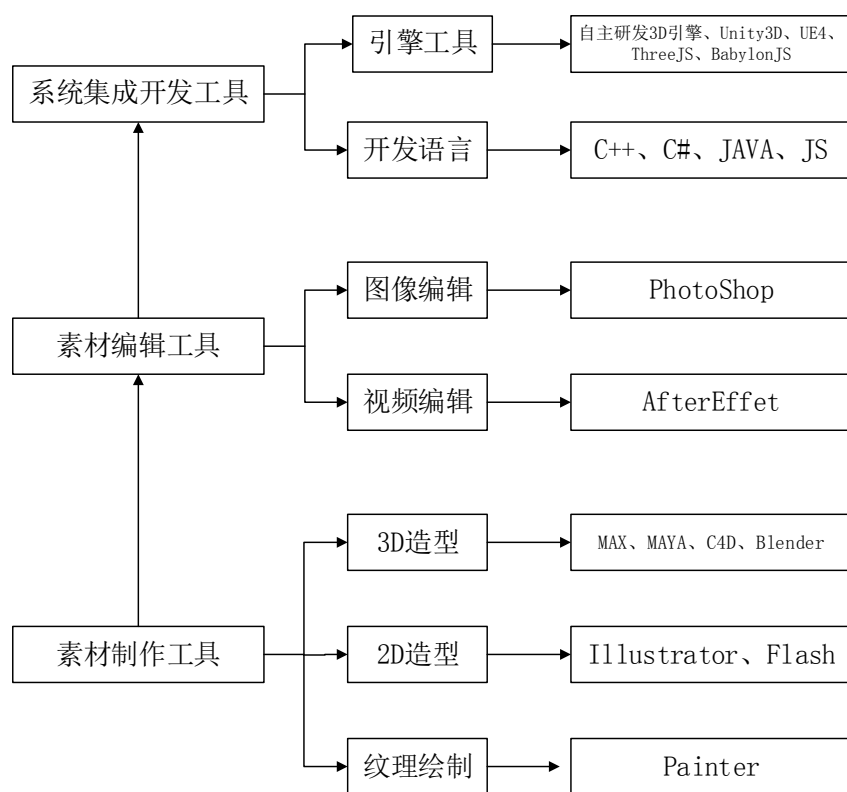 引擎工具
自主研发3D引擎、Unity3D、UE4、
ThreeJS、BabylonJS
系统集成开发工具
开发语言
C++、C#、JAVA、JS
图像编辑
PhotoShop
素材编辑工具
视频编辑
AfterEffet
3D造型
MAX、MAYA、C4D、Blender
素材制作工具
2D造型
Illustrator、Flash
纹理绘制
Painter